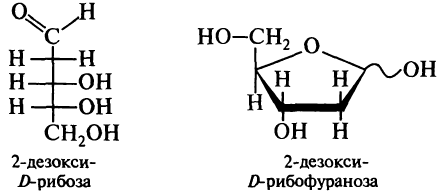 O H
C
H H
H OH
H OH
CH₂OH
2-дезокси-
D-рибоза
HO—CH₂
O
H H OH
H H
OH H
2-дезокси-
D-рибофураноза